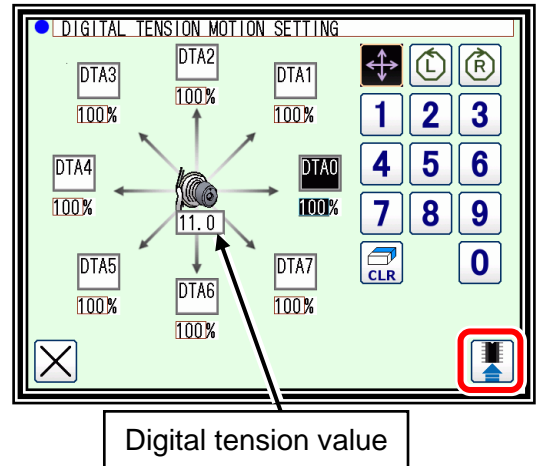 DIGITAL TENSION MOTION SETTING
DTA2
DTA3
DTA1
100%
100%
100%
DTA4
DTA0
100%
100%
11.0
DTA5
DTA7
DTA6
100%
100%
100%
L
R
1 2 3
4 5 6
7 8 9
CLR
0
Digital tension value